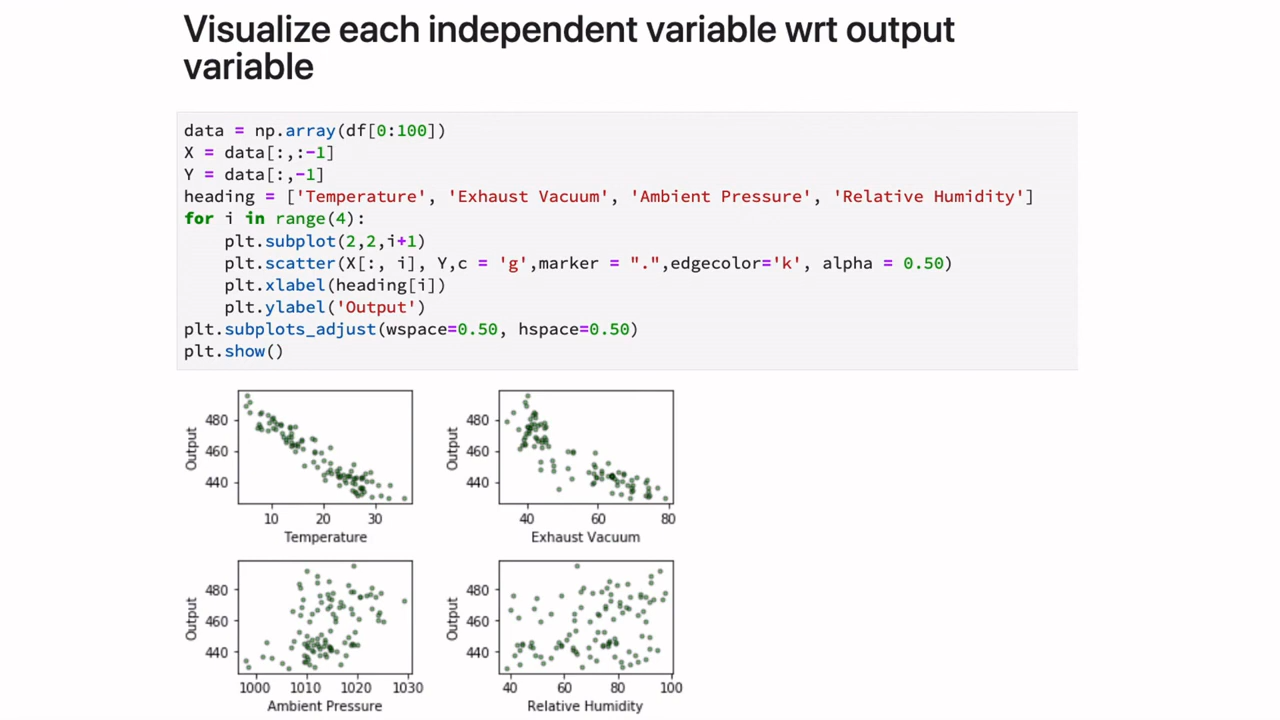 Visualize each independent variable wrt output
variable
data = np.array(df[0:100])
X = data[:,:-1]
Y = data[:,-1]
heading = ['Temperature', 'Exhaust Vacuum', 'Ambient Pressure', 'Relative Humidity']
for i in range(4):
    plt.subplot(2,2,i+1)
    plt.scatter(X[:, i], Y,c = 'g',marker = ".",edgecolor='k', alpha = 0.50)
    plt.xlabel(heading[i])
    plt.ylabel('Output')
plt.subplots_adjust(wspace=0.50, hspace=0.50)
plt.show()
Output
480
460
440
10 20 30
Temperature
Output
480
460
440
40 60 80
Exhaust Vacuum
Output
480
460
440
1000 1010 1020 1030
Ambient Pressure
Output
480
460
440
40 60 80 100
Relative Humidity